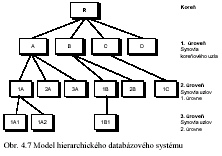 R
Koreň
A
B
C
D
1. úroveň
Synovia
koreňového uzla
1A
2A
3A
1B
2B
1C
2. úroveň
Synovia uzlov
1. úrovne
1A1
1A2
1B1
3. úroveň
Synovia uzlov
2. úrovne
Obr. 4.7 Model hierarchického databázového systému